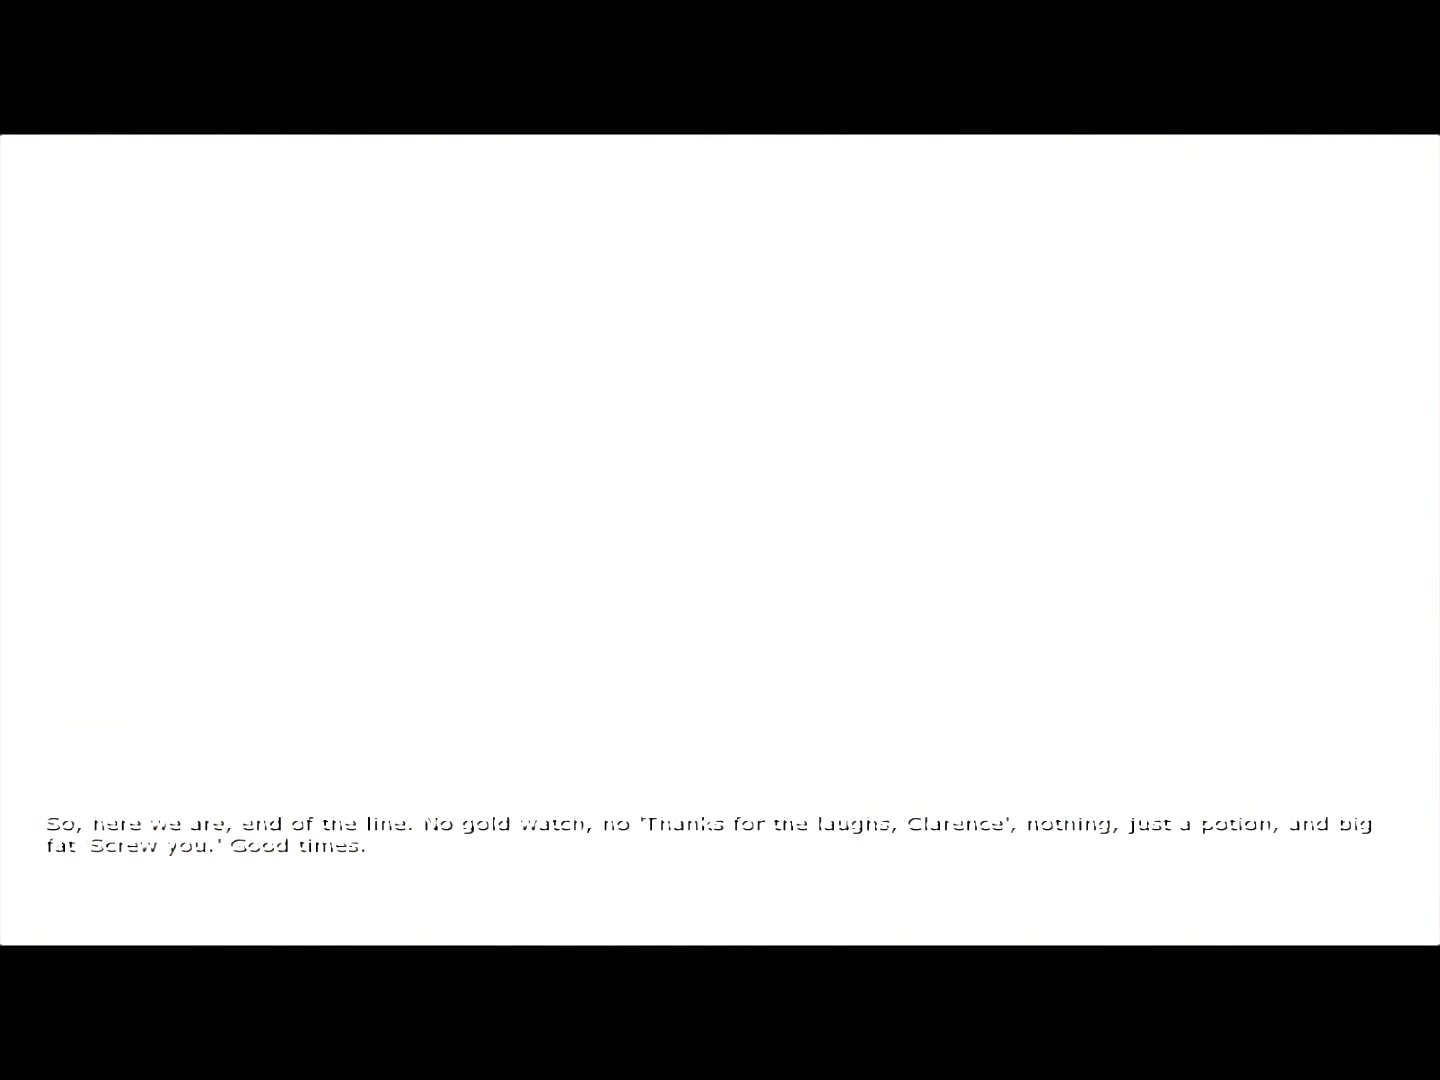 So, here we are, end of the line. No gold watch, no 'Thanks for the laughs, Clarence', nothing, just a potion, and big
fat 'Screw you.' Good times.